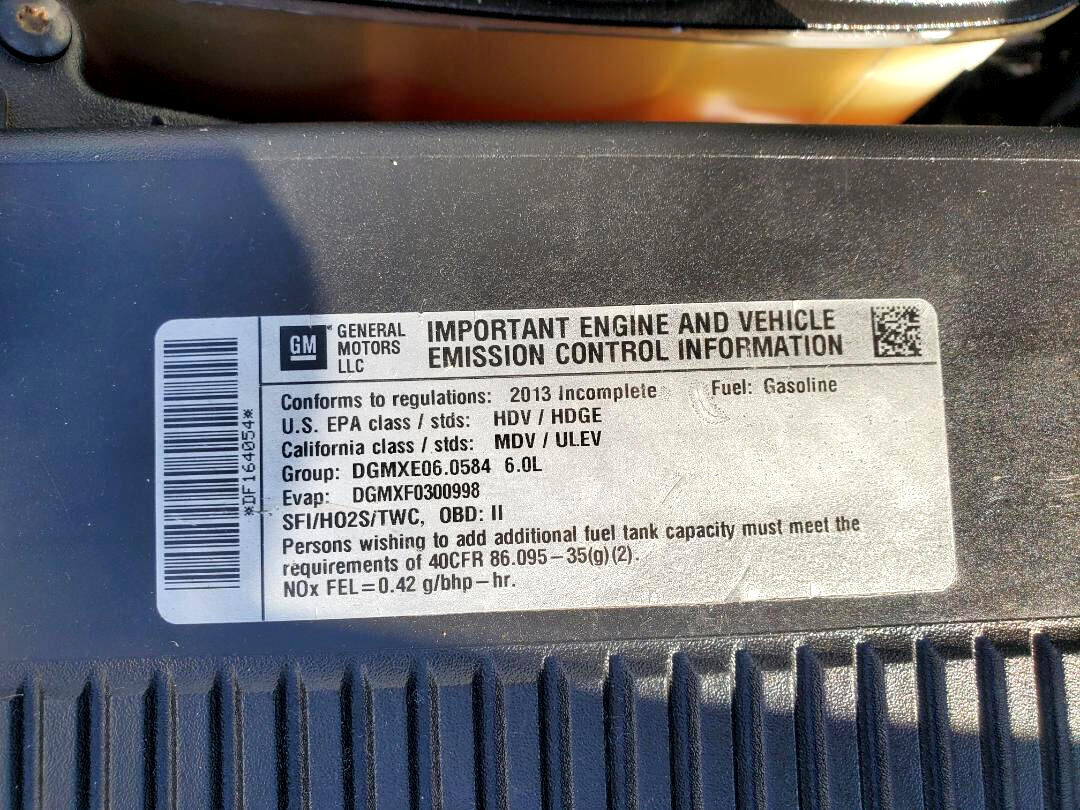 *DF164054*
GM GENERAL MOTORS LLC
IMPORTANT ENGINE AND VEHICLE
EMISSION CONTROL INFORMATION
Conforms to regulations: 2013 Incomplete Fuel: Gasoline
U.S. EPA class / stds: HDV / HDGE
California class / stds: MDV / ULEV
Group: DGMXE06.0584 6.0L
Evap: DGMXF0300998
SFI/HO2S/TWC, OBD: II
Persons wishing to add additional fuel tank capacity must meet the
requirements of 40CFR 86.095-35(g)(2).
NOx FEL=0.42 g/bhp-hr.